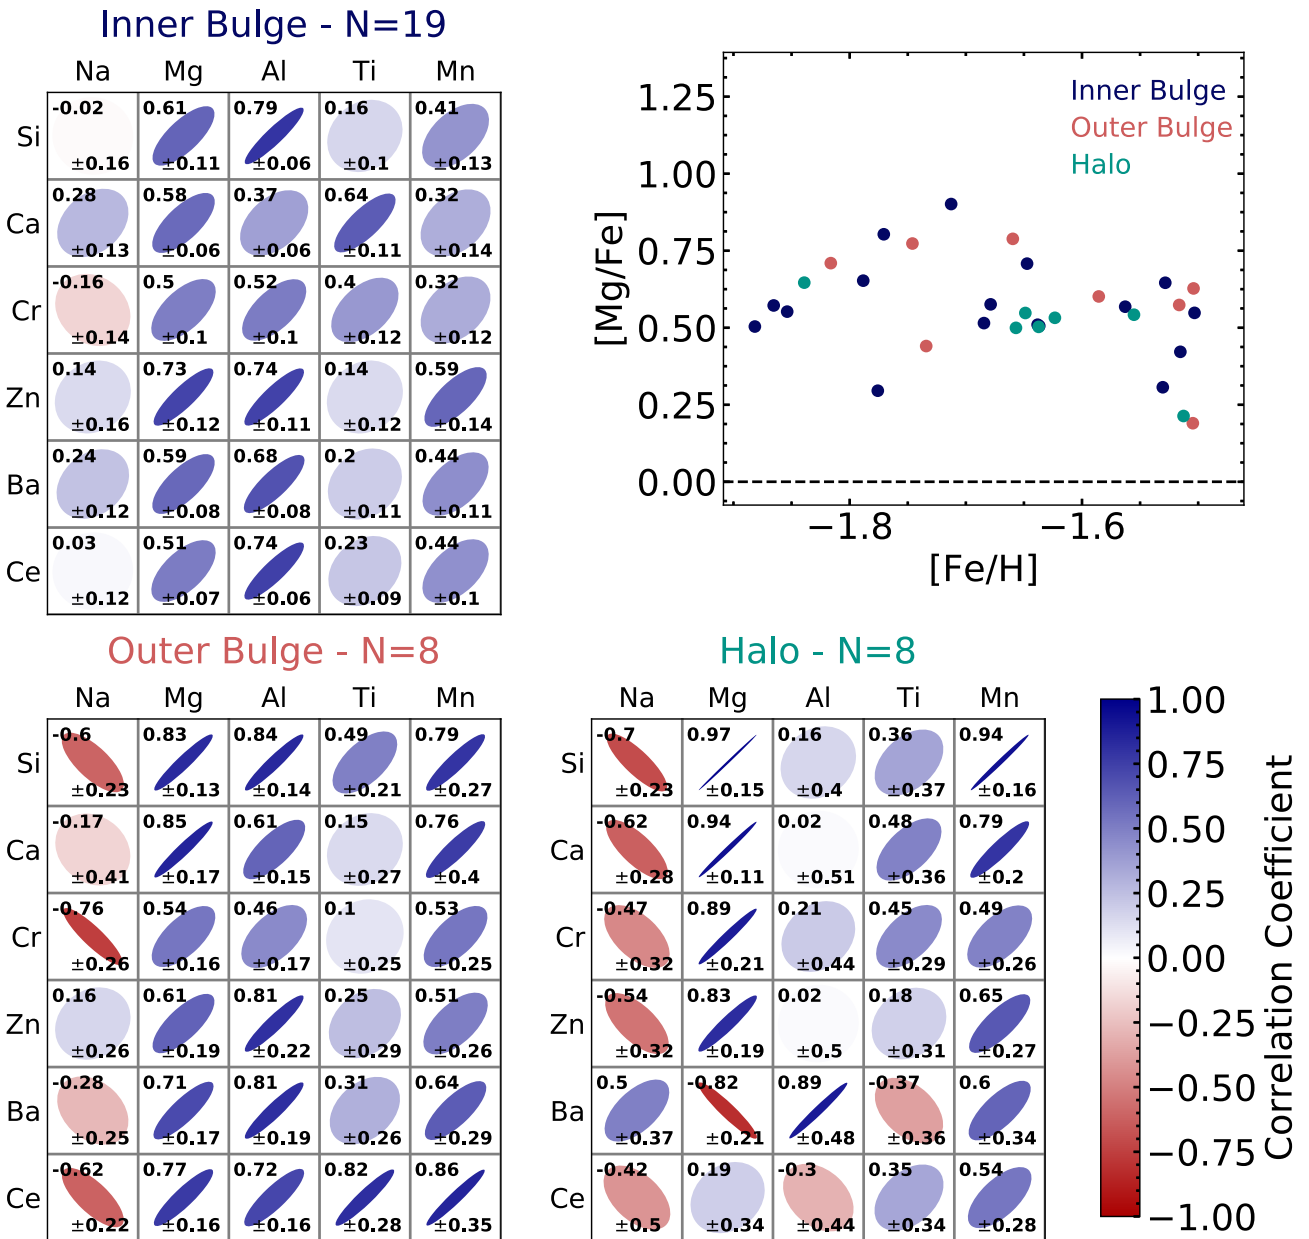 Inner Bulge - N=19
Na Mg Al Ti Mn
Si -0.02 ±0.16 0.61 ±0.11 0.79 ±0.06 0.16 ±0.1 0.41 ±0.13
Ca 0.28 ±0.13 0.58 ±0.06 0.37 ±0.06 0.64 ±0.11 0.32 ±0.14
Cr -0.16 ±0.14 0.5 ±0.1 0.52 ±0.1 0.4 ±0.12 0.32 ±0.12
Zn 0.14 ±0.16 0.73 ±0.12 0.74 ±0.11 0.14 ±0.12 0.59 ±0.14
Ba 0.24 ±0.12 0.59 ±0.08 0.68 ±0.08 0.2 ±0.11 0.44 ±0.11
Ce 0.03 ±0.12 0.51 ±0.07 0.74 ±0.06 0.23 ±0.09 0.44 ±0.1
[Mg/Fe]
1.25
1.00
0.75
0.50
0.25
0.00
Inner Bulge
Outer Bulge
Halo
−1.8 −1.6
[Fe/H]
Outer Bulge - N=8
Na Mg Al Ti Mn
Si -0.6 ±0.23 0.83 ±0.13 0.84 ±0.14 0.49 ±0.21 0.79 ±0.27
Ca -0.17 ±0.41 0.85 ±0.17 0.61 ±0.15 0.15 ±0.27 0.76 ±0.4
Cr -0.76 ±0.26 0.54 ±0.16 0.46 ±0.17 0.1 ±0.25 0.53 ±0.25
Zn 0.16 ±0.26 0.61 ±0.19 0.81 ±0.22 0.25 ±0.29 0.51 ±0.26
Ba -0.28 ±0.25 0.71 ±0.17 0.81 ±0.19 0.31 ±0.26 0.64 ±0.29
Ce -0.62 ±0.22 0.77 ±0.16 0.72 ±0.16 0.82 ±0.28 0.86 ±0.35
Halo - N=8
Na Mg Al Ti Mn
Si -0.7 ±0.23 0.97 ±0.15 0.16 ±0.4 0.36 ±0.37 0.94 ±0.16
Ca -0.62 ±0.28 0.94 ±0.11 0.02 ±0.51 0.48 ±0.36 0.79 ±0.2
Cr -0.47 ±0.32 0.89 ±0.21 0.21 ±0.44 0.45 ±0.29 0.49 ±0.26
Zn -0.54 ±0.32 0.83 ±0.19 0.02 ±0.5 0.18 ±0.31 0.65 ±0.27
Ba 0.5 ±0.37 -0.82 ±0.21 0.89 ±0.48 -0.37 ±0.36 0.6 ±0.34
Ce -0.42 ±0.5 0.19 ±0.34 -0.3 ±0.44 0.35 ±0.34 0.54 ±0.28
1.00
0.75
0.50
0.25
0.00
−0.25
−0.50
−0.75
−1.00
Correlation Coefficient